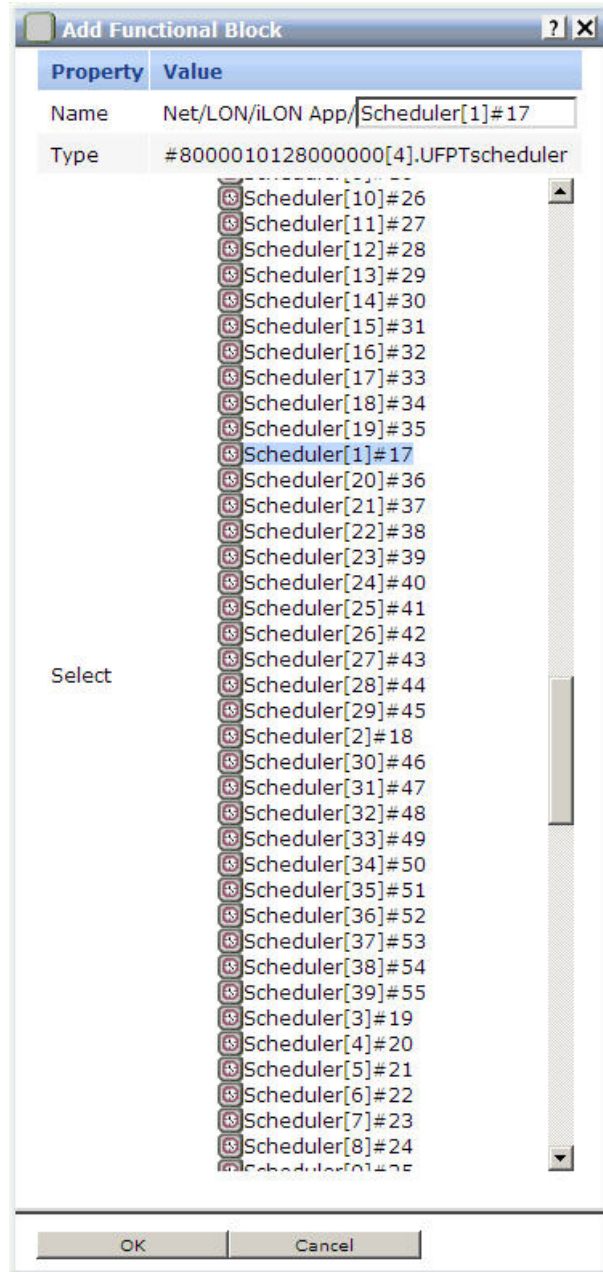 Add Functional Block ? X
Property Value
Name Net/LON/iLON App/Scheduler[1]#17
Type #8000010128000000[4].UFPTscheduler
Scheduler[10]#26
Scheduler[11]#27
Scheduler[12]#28
Scheduler[13]#29
Scheduler[14]#30
Scheduler[15]#31
Scheduler[16]#32
Scheduler[17]#33
Scheduler[18]#34
Scheduler[19]#35
Scheduler[1]#17
Scheduler[20]#36
Scheduler[21]#37
Scheduler[22]#38
Scheduler[23]#39
Scheduler[24]#40
Scheduler[25]#41
Scheduler[26]#42
Scheduler[27]#43
Select
Scheduler[28]#44
Scheduler[29]#45
Scheduler[2]#18
Scheduler[30]#46
Scheduler[31]#47
Scheduler[32]#48
Scheduler[33]#49
Scheduler[34]#50
Scheduler[35]#51
Scheduler[36]#52
Scheduler[37]#53
Scheduler[38]#54
Scheduler[39]#55
Scheduler[3]#19
Scheduler[4]#20
Scheduler[5]#21
Scheduler[6]#22
Scheduler[7]#23
Scheduler[8]#24
OK Cancel